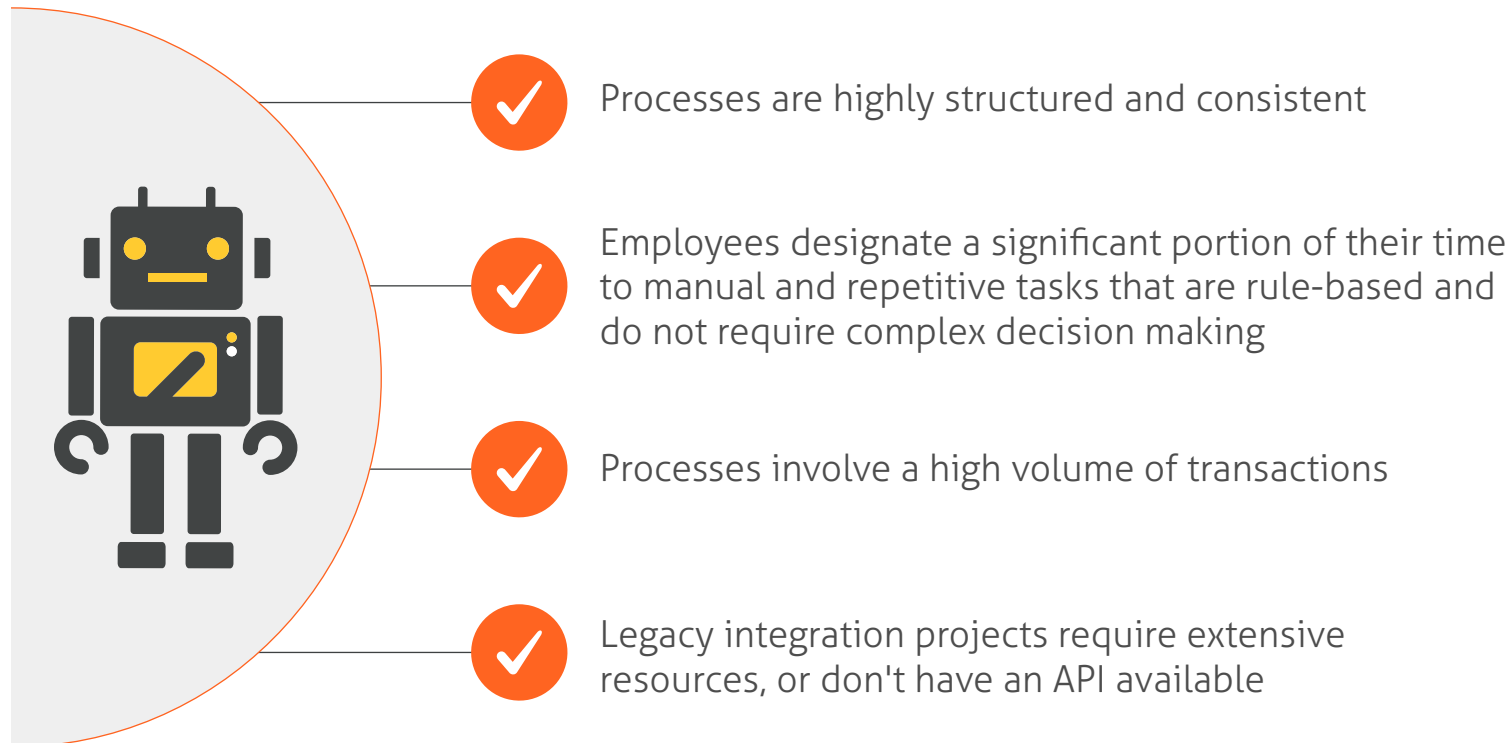 Processes are highly structured and consistent
Employees designate a significant portion of their time
to manual and repetitive tasks that are rule-based and
do not require complex decision making
Processes involve a high volume of transactions
Legacy integration projects require extensive
resources, or don't have an API available